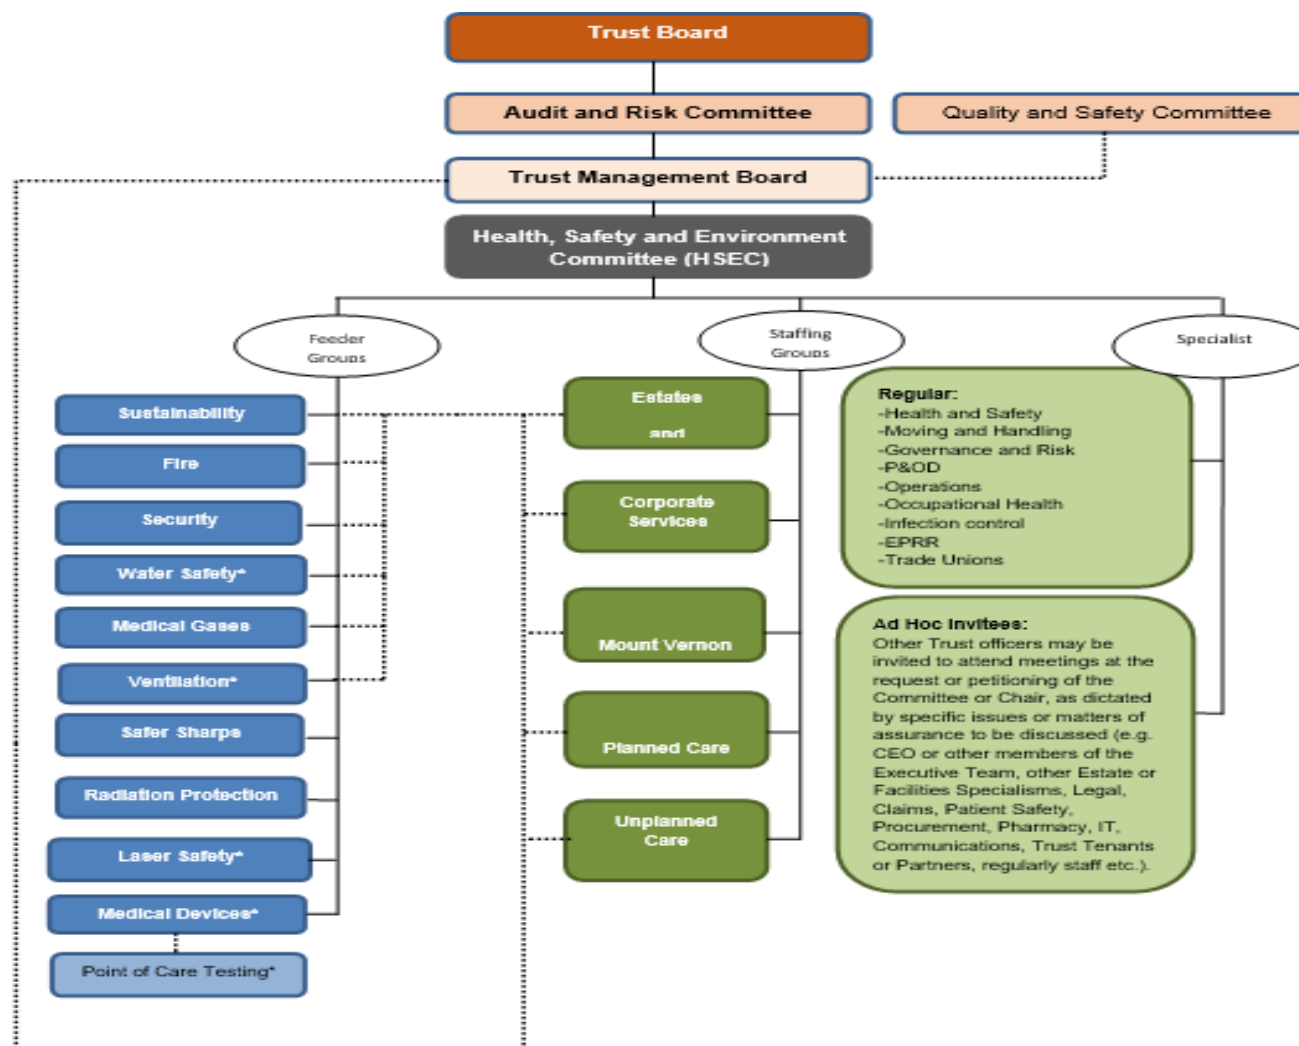 Trust Board
Audit and Risk Committee
Quality and Safety Committee
Trust Management Board
Health, Safety and Environment
Committee (HSEC)
Feeder
Groups
Staffing
Groups
Specialist
Sustainability
Fire
Security
Water Safety*
Medical Gases
Ventilation*
Safer Sharps
Radiation Protection
Laser Safety*
Medical Devices*
Point of Care Testing*
Estates
and
Corporate
Services
Mount Vernon
Planned Care
Unplanned
Care
Regular:
-Health and Safety
-Moving and Handling
-Governance and Risk
-P&OD
-Operations
-Occupational Health
-Infection control
-EPRR
-Trade Unions
Ad Hoc Invitees:
Other Trust officers may be
invited to attend meetings at the
request or petitioning of the
Committee or Chair, as dictated
by specific issues or matters of
assurance to be discussed (e.g.
CEO or other members of the
Executive Team, other Estate or
Facilities Specialisms, Legal,
Claims, Patient Safety,
Procurement, Pharmacy, IT,
Communications, Trust Tenants
or Partners, regularly staff etc.).